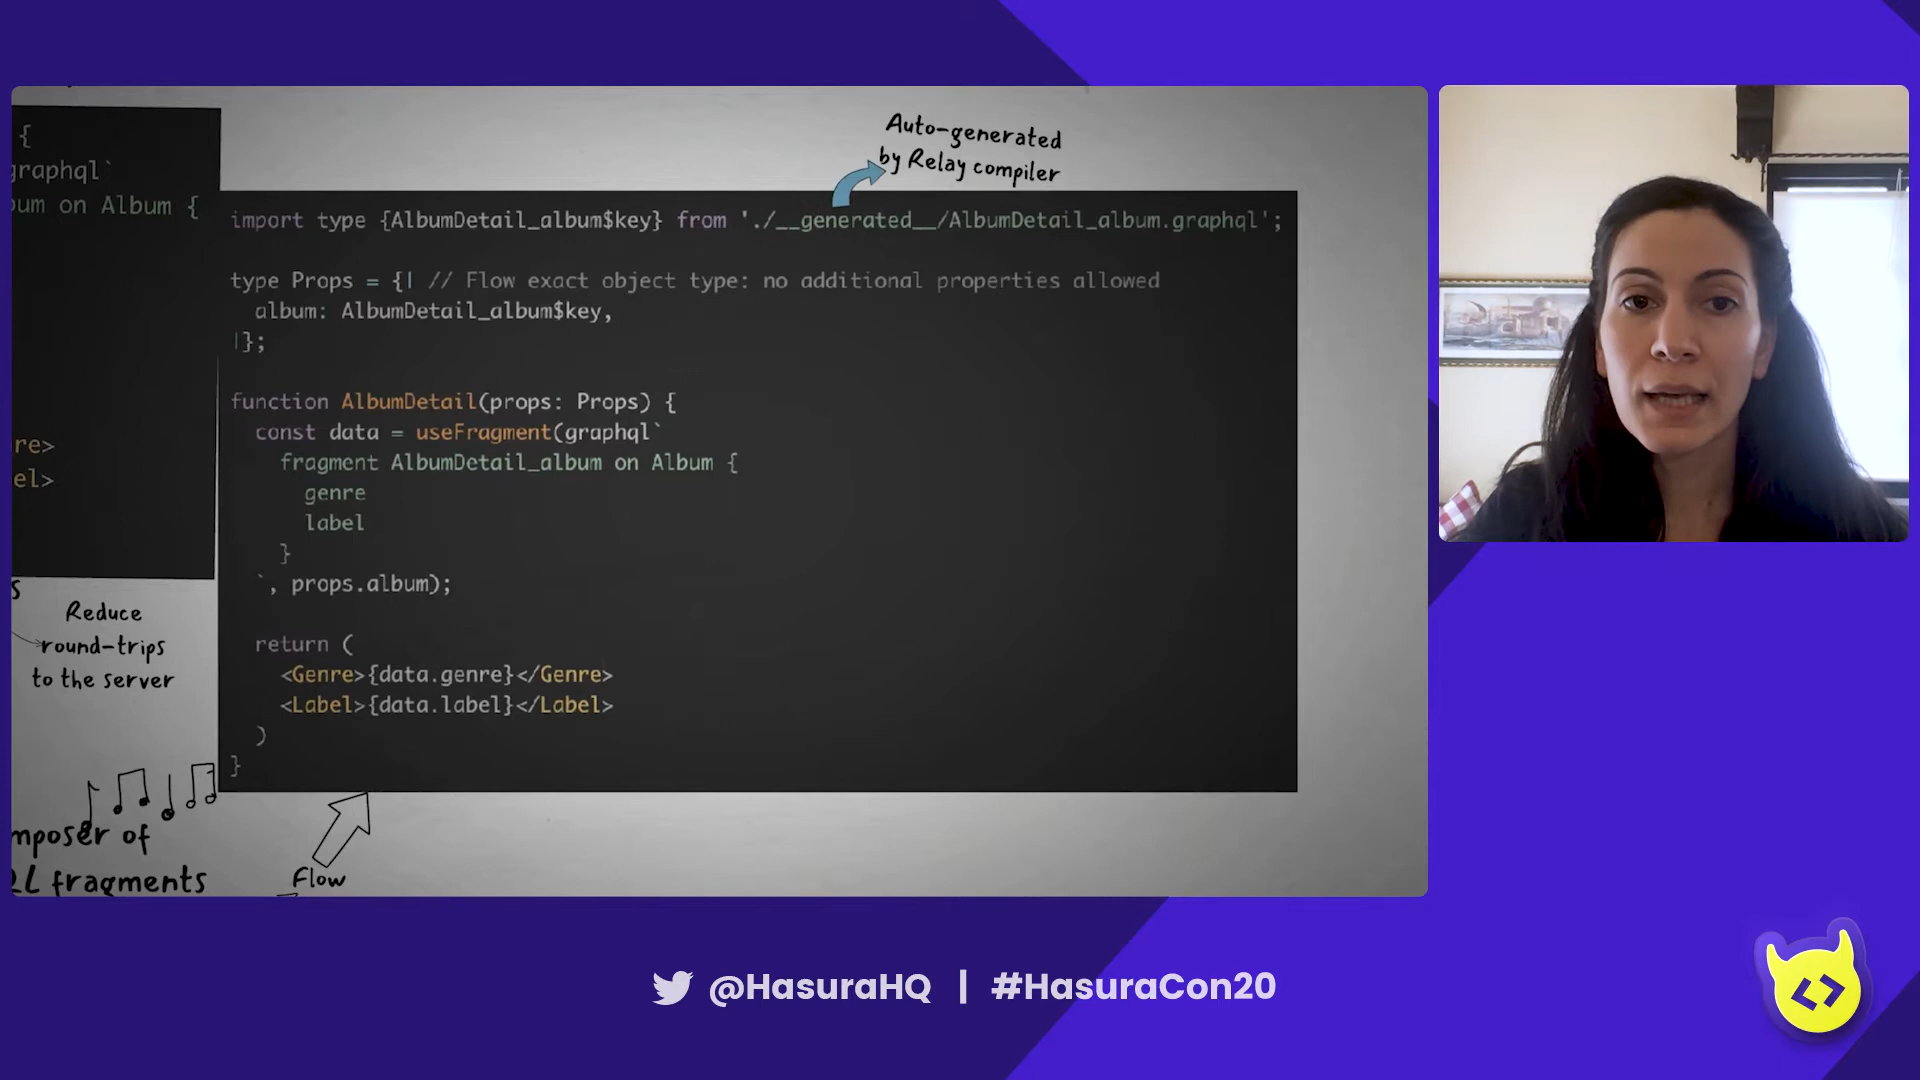 {
graphql`
on Album {
re>
el>
Reduce
round-trips
to the server
mposer of
fragments
Auto-generated
by Relay compiler
import type {AlbumDetail_album$key} from './__generated__/AlbumDetail_album.graphql';
type Props = {| // Flow exact object type: no additional properties allowed
album: AlbumDetail_album$key,
|};
function AlbumDetail(props: Props) {
const data = useFragment(graphql`
fragment AlbumDetail_album on Album {
genre
label
}
`, props.album);
return (
<Genre>{data.genre}</Genre>
<Label>{data.label}</Label>
)
}
Flow
@HasuraHQ | #HasuraCon20